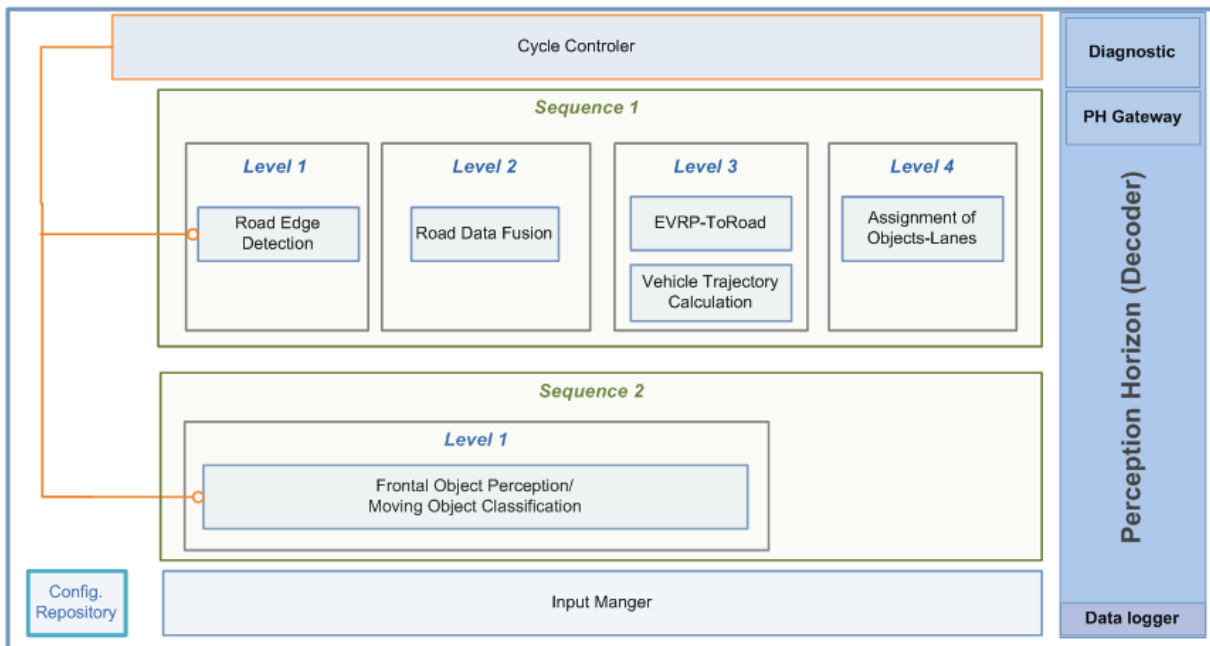 Cycle Controler
Diagnostic
Sequence 1
PH Gateway
Level 1
Level 2
Level 3
Level 4
Road Edge
Detection
Road Data Fusion
EVRP-ToRoad
Vehicle Trajectory
Calculation
Assignment of
Objects-Lanes
Perception Horizon (Decoder)
Sequence 2
Level 1
Frontal Object Perception/
Moving Object Classification
Config.
Repository
Input Manger
Data logger